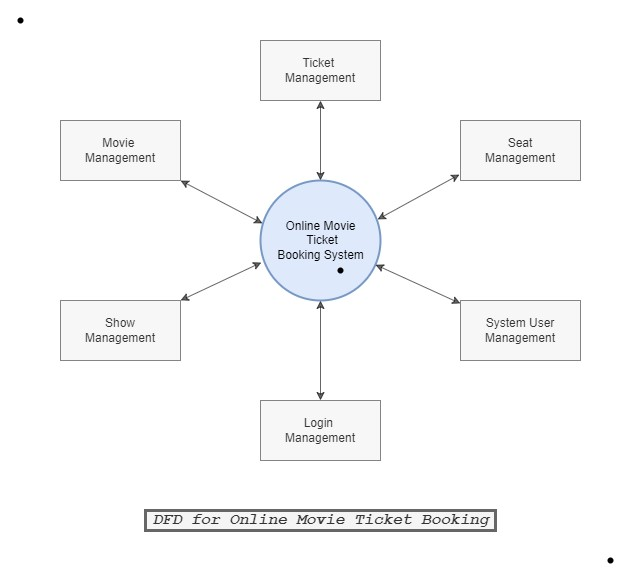 Ticket
Management
Movie
Management
Seat
Management
Online Movie
Ticket
Booking System
Show
Management
System User
Management
Login
Management
DFD for Online Movie Ticket Booking